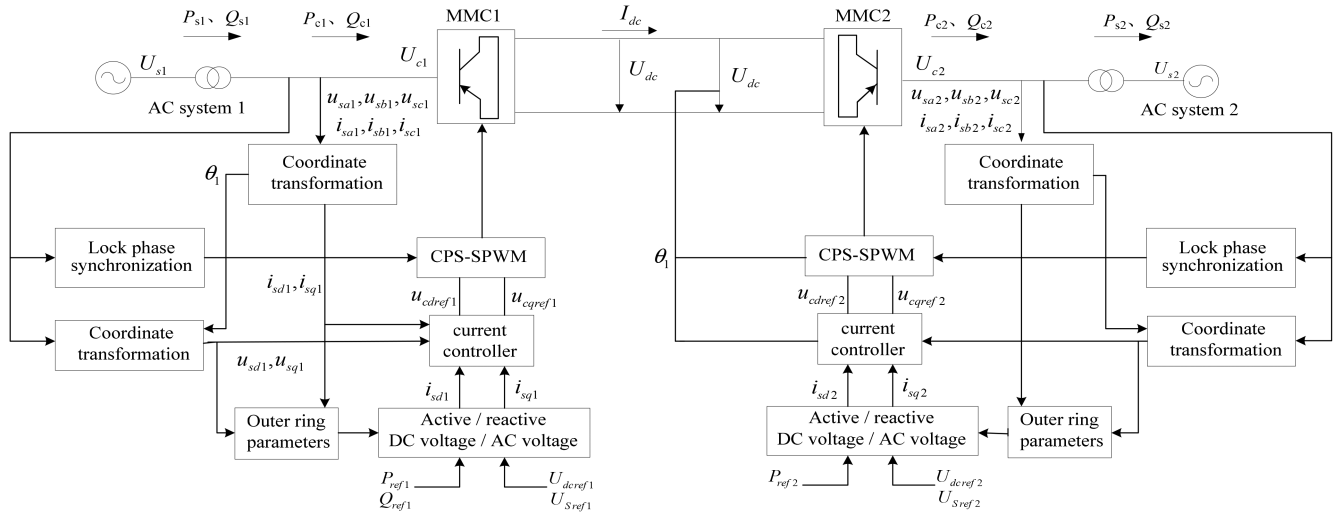 P_s1、Q_s1
P_c1、Q_c1
MMC1
I_dc
MMC2
P_c2、Q_c2
P_s2、Q_s2
U_s1
U_c1
U_dc
U_dc
U_c2
U_s2
AC system 1
u_sa1,u_sb1,u_sc1
i_sa1,i_sb1,i_sc1
u_sa2,u_sb2,u_sc2
i_sa2,i_sb2,i_sc2
AC system 2
θ_1
Coordinate
transformation
Coordinate
transformation
Lock phase
synchronization
CPS-SPWM
θ_1
CPS-SPWM
Lock phase
synchronization
i_sd1,i_sq1
u_cdref1
u_cqref1
u_cdref2
u_cqref2
Coordinate
transformation
current
controller
current
controller
Coordinate
transformation
u_sd1,u_sq1
i_sd1
i_sq1
i_sd2
i_sq2
Outer ring
parameters
Active / reactive
DC voltage / AC voltage
Active / reactive
DC voltage / AC voltage
Outer ring
parameters
P_ref1
Q_ref1
U_dcref1
U_Sref1
P_ref2
U_dcref2
U_Sref2